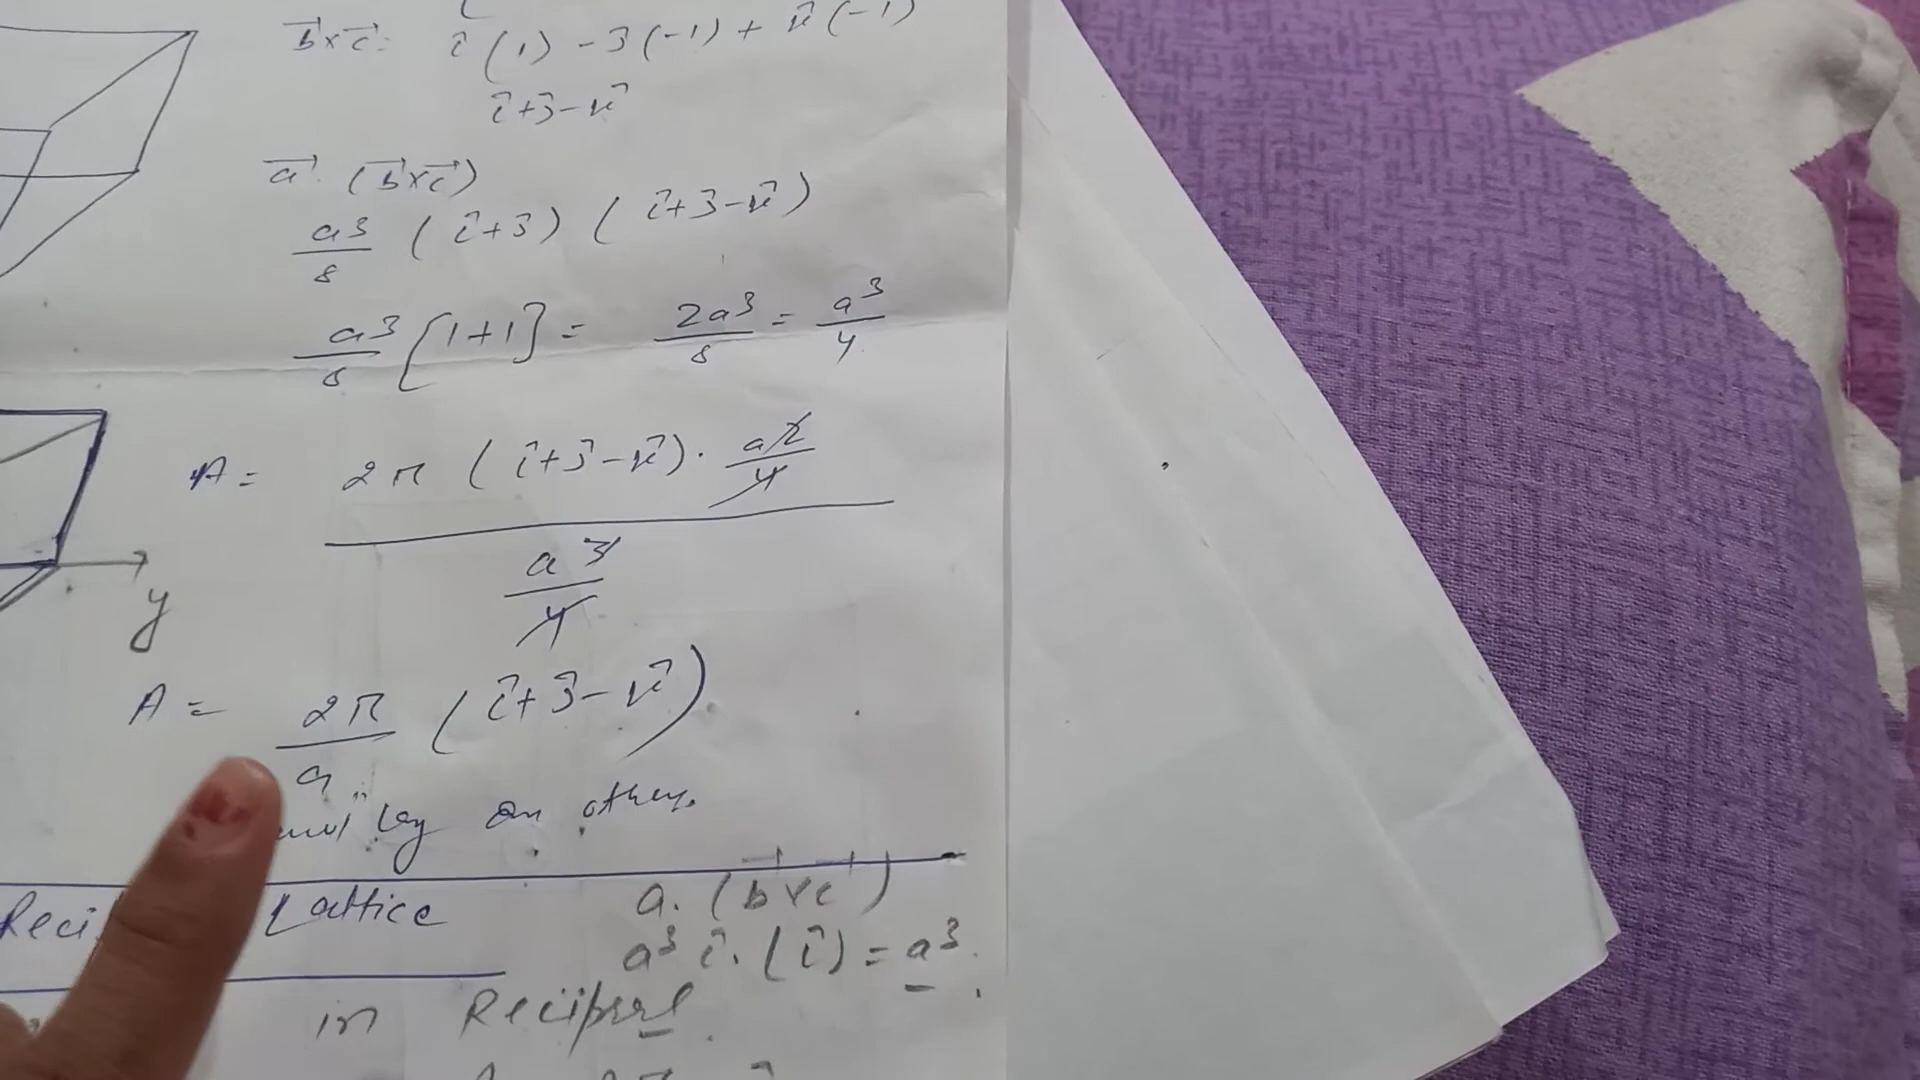 b⃗×c⃗: î (1) - ĵ(-1) + k̂(-1)
î+ĵ-k̂
a⃗. (b⃗×c⃗)
a³/8 (î+ĵ) (î+ĵ-k̂)
a³/8 [1+1] = 2a³/8 = a³/4
A = 2π (î+ĵ-k̂). a²/4
a³/4
y
A = 2π/a (î+ĵ-k̂)
lay on other.
Lattice
a. (b⃗×c⃗)
a³ î. (î) = a³.
in Reciprocal